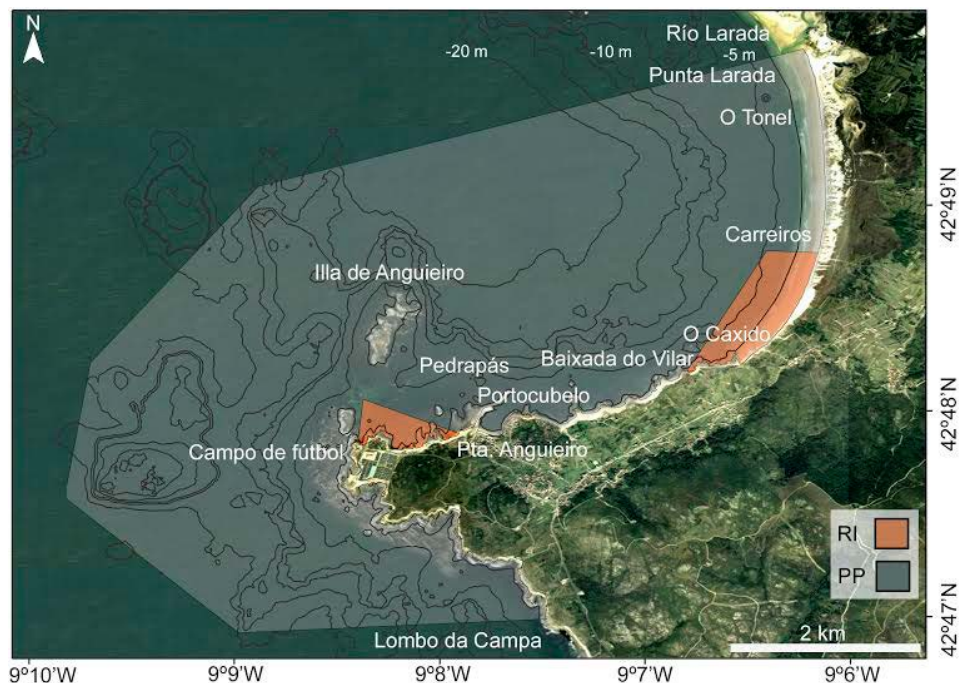 N
Río Larada
-20 m
-10 m
-5 m
Punta Larada
O Tonel
42º49'N
Carreiros
Illa de Anguieiro
O Caxido
Baixada do Vilar
Pedrapás
Portocubelo
42º48'N
Campo de fútbol
Pta. Anguieiro
RI
PP
42º47'N
Lombo da Campa
2 km
9º10'W
9º9'W
9º8'W
9º7'W
9º6'W